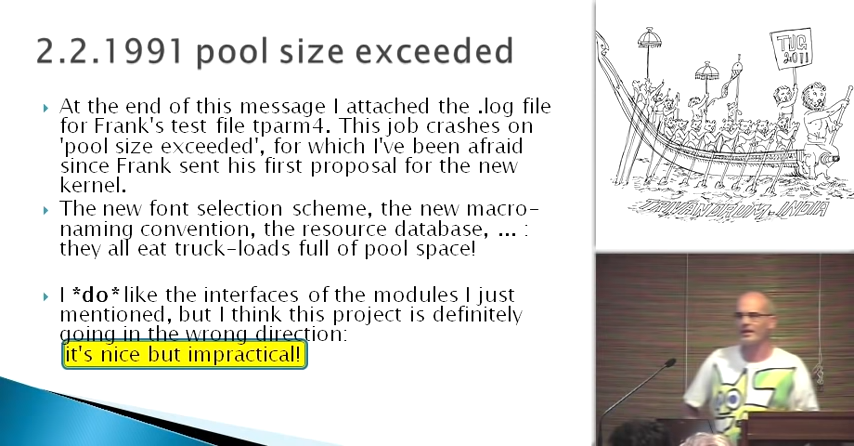 2.2.1991 pool size exceeded
At the end of this message I attached the .log file
for Frank's test file tparm4. This job crashes on
'pool size exceeded', for which I've been afraid
since Frank sent his first proposal for the new
kernel.
The new font selection scheme, the new macro-
naming convention, the resource database, ... :
they all eat truck-loads full of pool space!
I *do* like the interfaces of the modules I just
mentioned, but I think this project is definitely
going in the wrong direction:
it's nice but impractical!
TUG
2011
TRIVANDRUM, INDIA